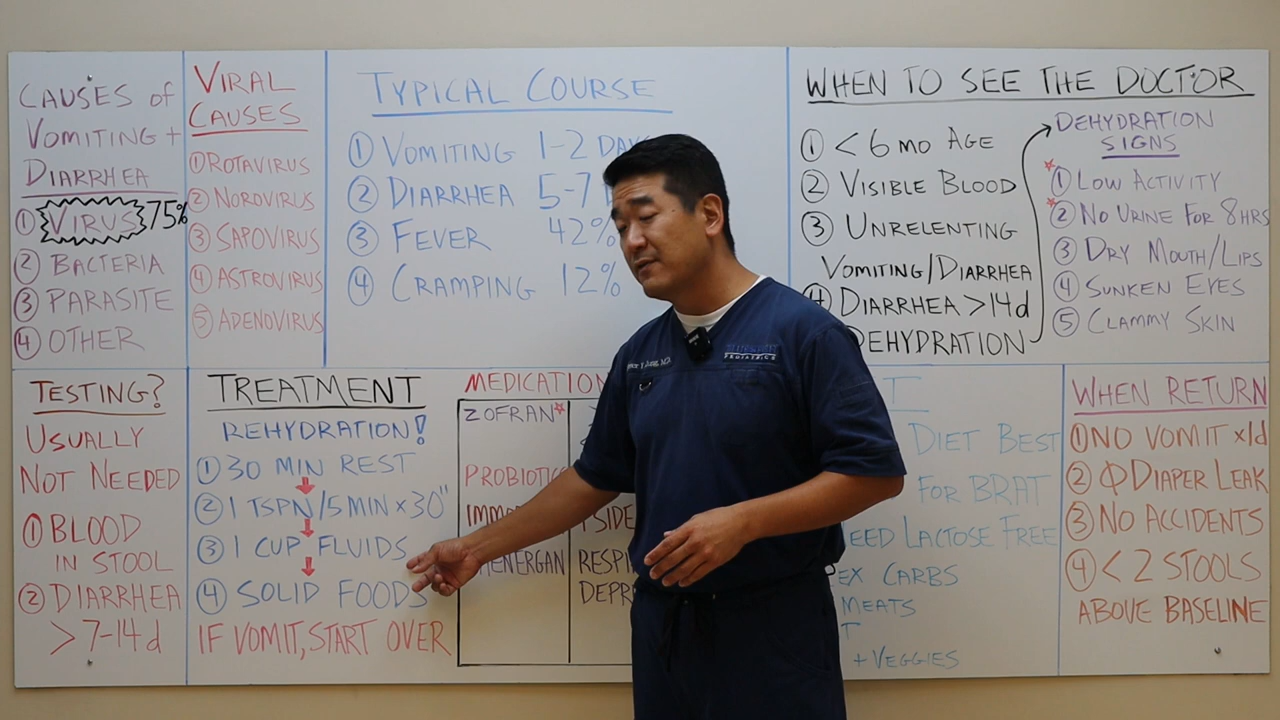 CAUSES of
VOMITING +
DIARRHEA
① VIRUS 75%
② BACTERIA
③ PARASITE
④ OTHER
VIRAL
CAUSES
① ROTAVIRUS
② NOROVIRUS
③ SAPOVIRUS
④ ASTROVIRUS
⑤ ADENOVIRUS
TYPICAL COURSE
① VOMITING 1-2 DAYS
② DIARRHEA 5-7
③ FEVER 42%
④ CRAMPING 12%
WHEN TO SEE THE DOCTOR
① < 6 mo AGE
② VISIBLE BLOOD
③ UNRELENTING
VOMITING/DIARRHEA
④ DIARRHEA >14d
DEHYDRATION
DEHYDRATION
SIGNS
① LOW ACTIVITY
② NO URINE FOR 8HRS
③ DRY MOUTH/LIPS
④ SUNKEN EYES
⑤ CLAMMY SKIN
TESTING?
USUALLY
NOT NEEDED
① BLOOD
IN STOOL
② DIARRHEA
> 7-14 d
TREATMENT
REHYDRATION!
① 30 MIN REST
② 1 TSPN/5 MIN x 30"
③ 1 CUP FLUIDS
④ SOLID FOODS
IF VOMIT, START OVER
MEDICATION
ZOFRAN*
PROBIOTIC
IMMO
HENERGAN
RESPI
DEPR
PEDIATRICS
DIET BEST
FOR BRAT
EED LACTOSE FREE
EX CARBS
MEATS
+ VEGGIES
WHEN RETURN
① NO VOMIT x1d
② Φ DIAPER LEAK
③ NO ACCIDENTS
④ < 2 STOOLS
ABOVE BASELINE